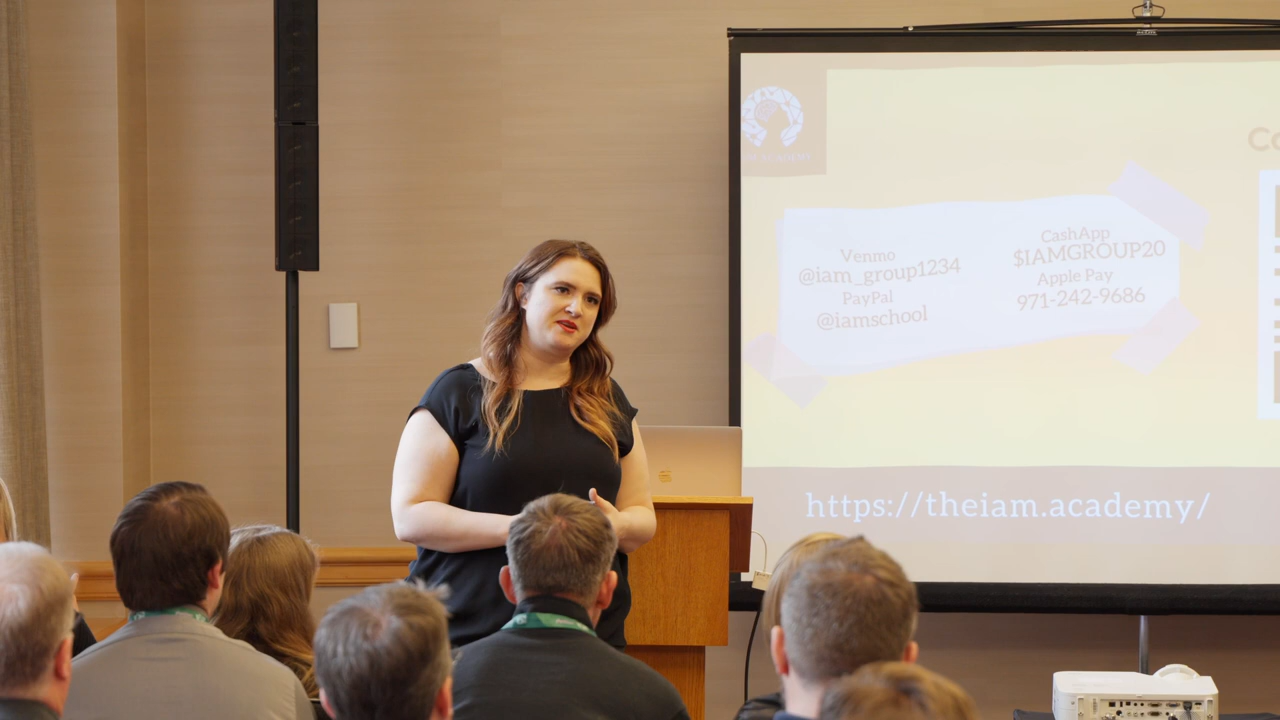 Venmo
@iam_group1234
PayPal
@iamschool
CashApp
$IAMGROUP20
Apple Pay
971-242-9686
https://theiam.academy/